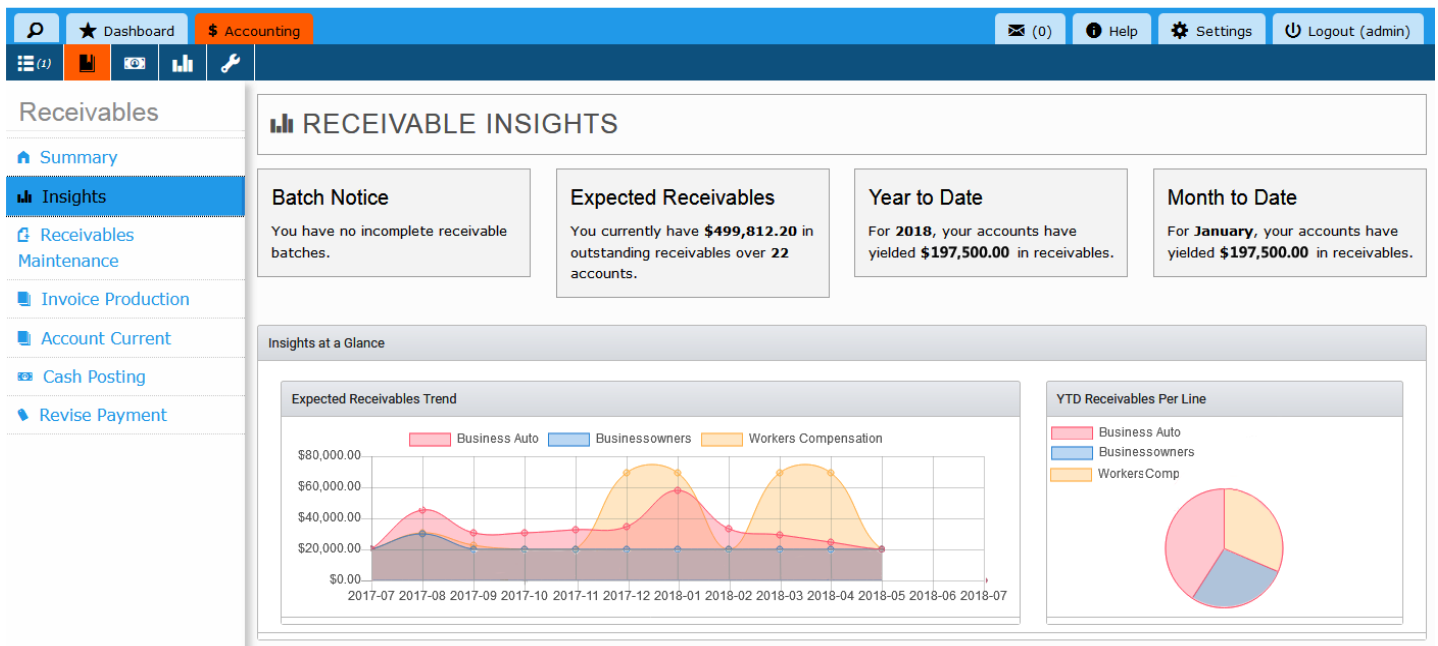 Dashboard
$ Accounting
(0)
Help
Settings
Logout (admin)
(1)
Receivables
Summary
Insights
Receivables
Maintenance
Invoice Production
Account Current
Cash Posting
Revise Payment
RECEIVABLE INSIGHTS
Batch Notice
You have no incomplete receivable
batches.
Expected Receivables
You currently have $499,812.20 in
outstanding receivables over 22
accounts.
Year to Date
For 2018, your accounts have
yielded $197,500.00 in receivables.
Month to Date
For January, your accounts have
yielded $197,500.00 in receivables.
Insights at a Glance
Expected Receivables Trend
Business Auto
Businessowners
Workers Compensation
$80,000.00
$60,000.00
$40,000.00
$20,000.00
$0.00
2017-07 2017-08 2017-09 2017-10 2017-11 2017-12 2018-01 2018-02 2018-03 2018-04 2018-05 2018-06 2018-07
YTD Receivables Per Line
Business Auto
Businessowners
WorkersComp